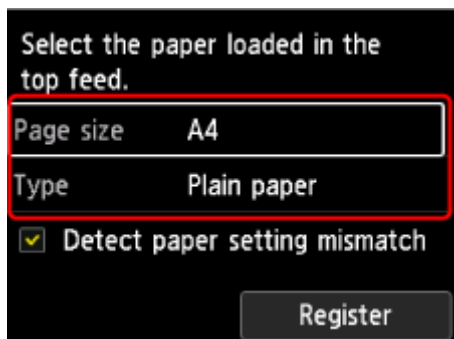 Select the paper loaded in the
top feed.
Page size A4
Type Plain paper
Detect paper setting mismatch
Register